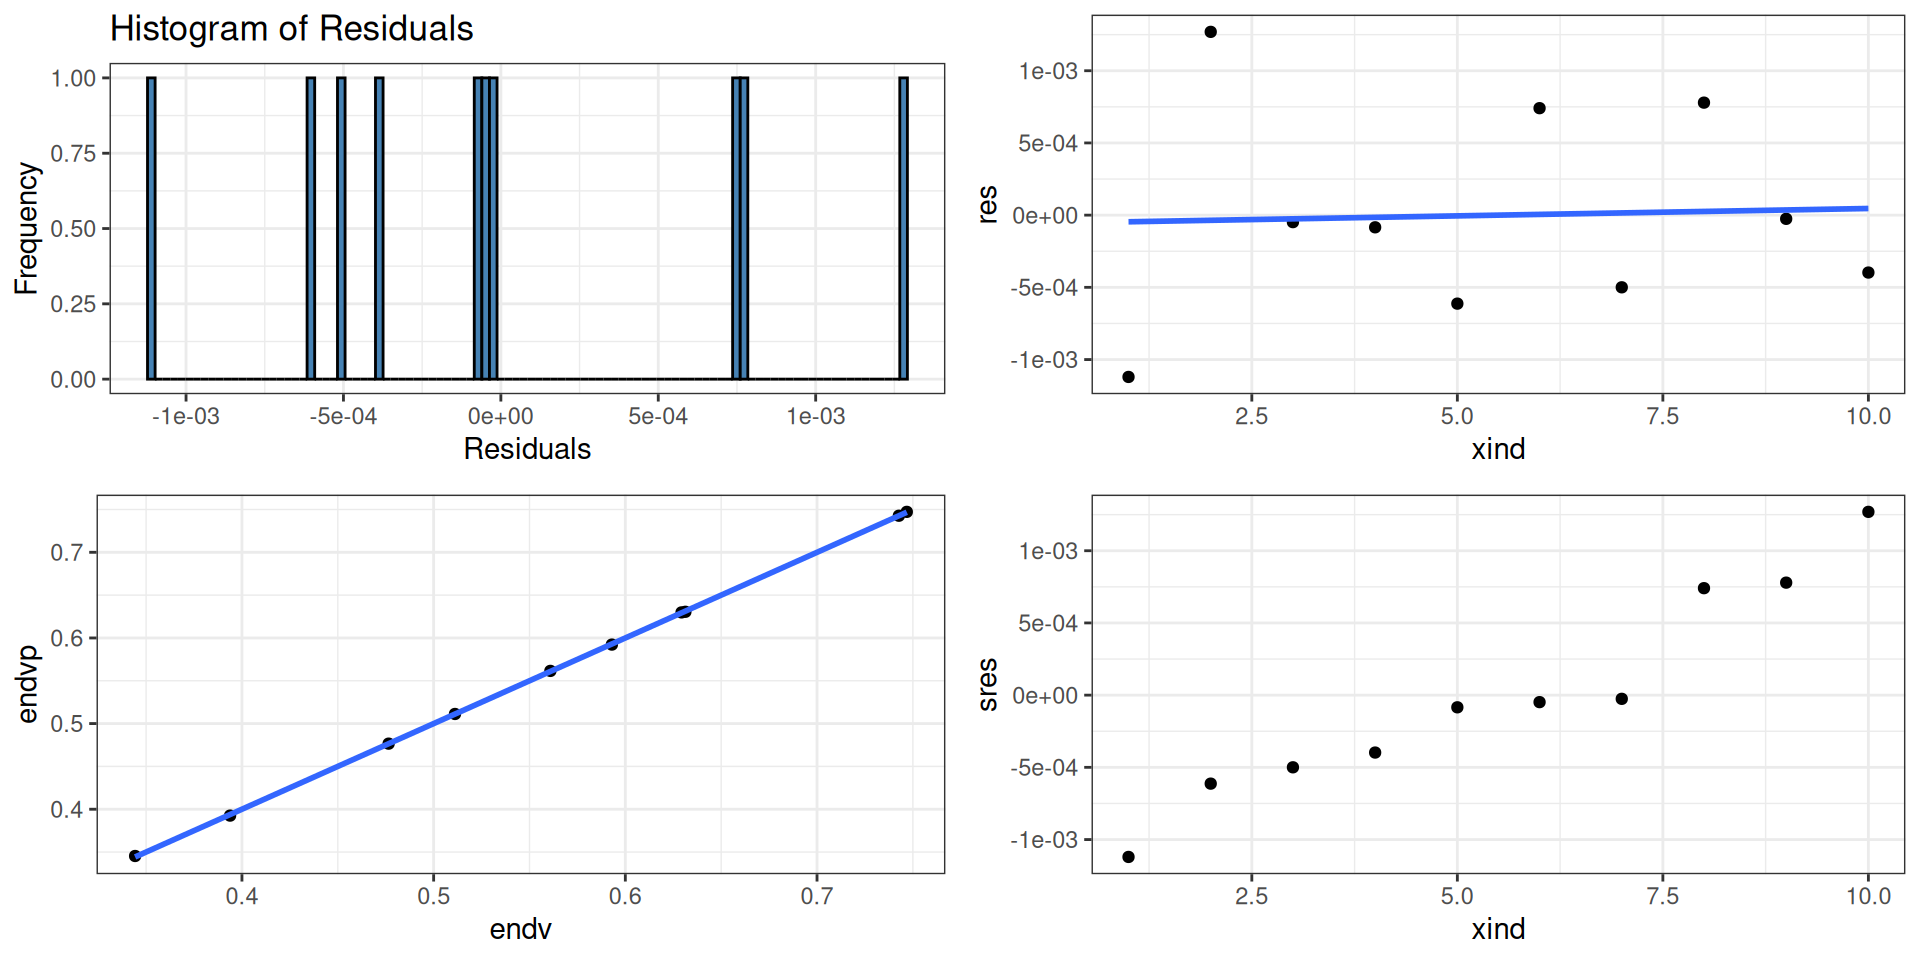 Histogram of Residuals
Frequency
1.00
0.75
0.50
0.25
0.00
-1e-03
-5e-04
0e+00
5e-04
1e-03
Residuals
res
1e-03
5e-04
0e+00
-5e-04
-1e-03
2.5
5.0
7.5
10.0
xind
endvp
0.7
0.6
0.5
0.4
0.4
0.5
0.6
0.7
endv
sres
1e-03
5e-04
0e+00
-5e-04
-1e-03
2.5
5.0
7.5
10.0
xind